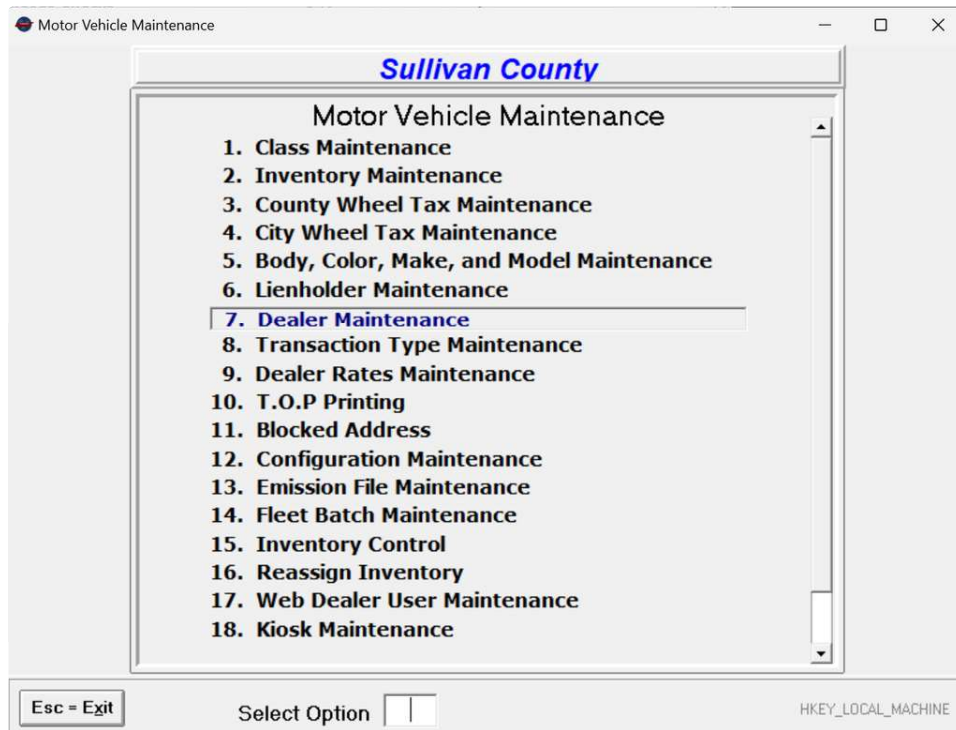 Motor Vehicle Maintenance
Sullivan County
Motor Vehicle Maintenance
1. Class Maintenance
2. Inventory Maintenance
3. County Wheel Tax Maintenance
4. City Wheel Tax Maintenance
5. Body, Color, Make, and Model Maintenance
6. Lienholder Maintenance
7. Dealer Maintenance
8. Transaction Type Maintenance
9. Dealer Rates Maintenance
10. T.O.P Printing
11. Blocked Address
12. Configuration Maintenance
13. Emission File Maintenance
14. Fleet Batch Maintenance
15. Inventory Control
16. Reassign Inventory
17. Web Dealer User Maintenance
18. Kiosk Maintenance
Esc = Exit
Select Option
HKEY_LOCAL_MACHINE